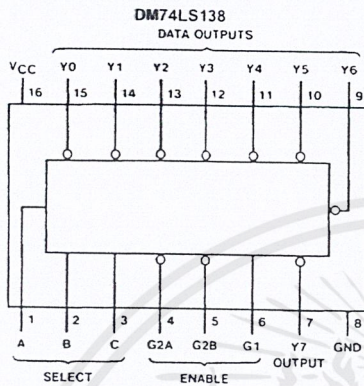 DM74LS138
DATA OUTPUTS
VCC Y0 Y1 Y2 Y3 Y4 Y5 Y6
16 15 14 13 12 11 10 9
1 2 3 4 5 6 7 8
A B C G2A G2B G1 Y7 GND
OUTPUT
SELECT ENABLE